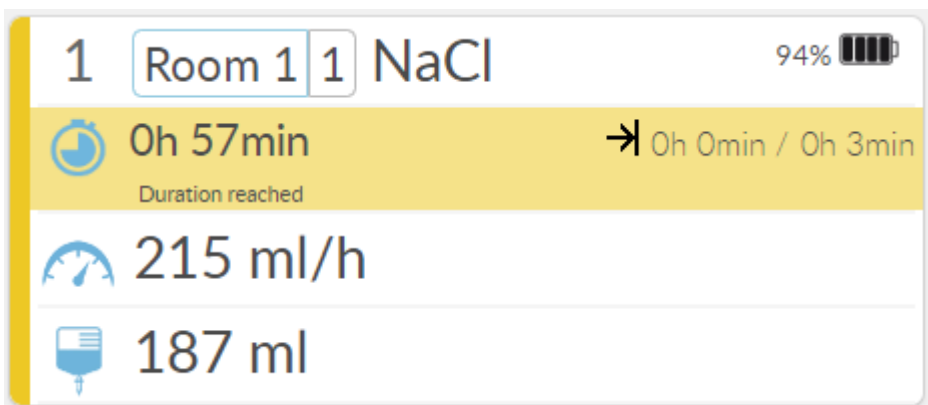 1 Room 1 1 NaCl 94%
0h 57min 0h 0min / 0h 3min
Duration reached
215 ml/h
187 ml